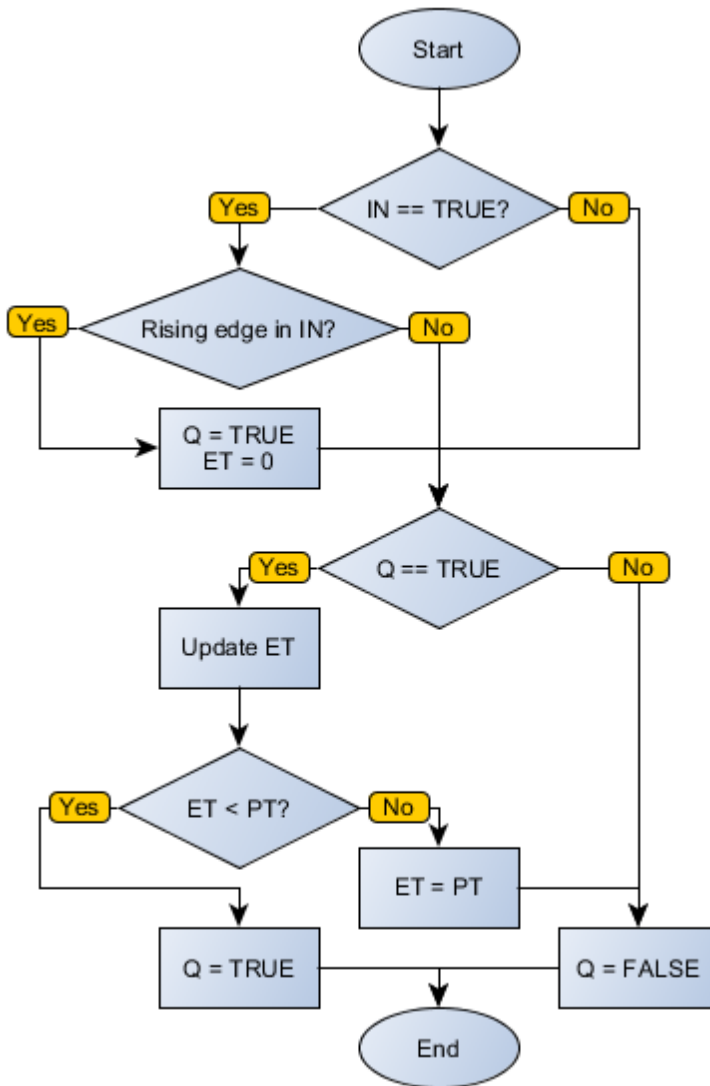 Start
IN == TRUE?
Yes
No
Rising edge in IN?
Yes
No
Q = TRUE
ET = 0
Q == TRUE
Yes
No
Update ET
ET < PT?
Yes
No
ET = PT
Q = TRUE
Q = FALSE
End